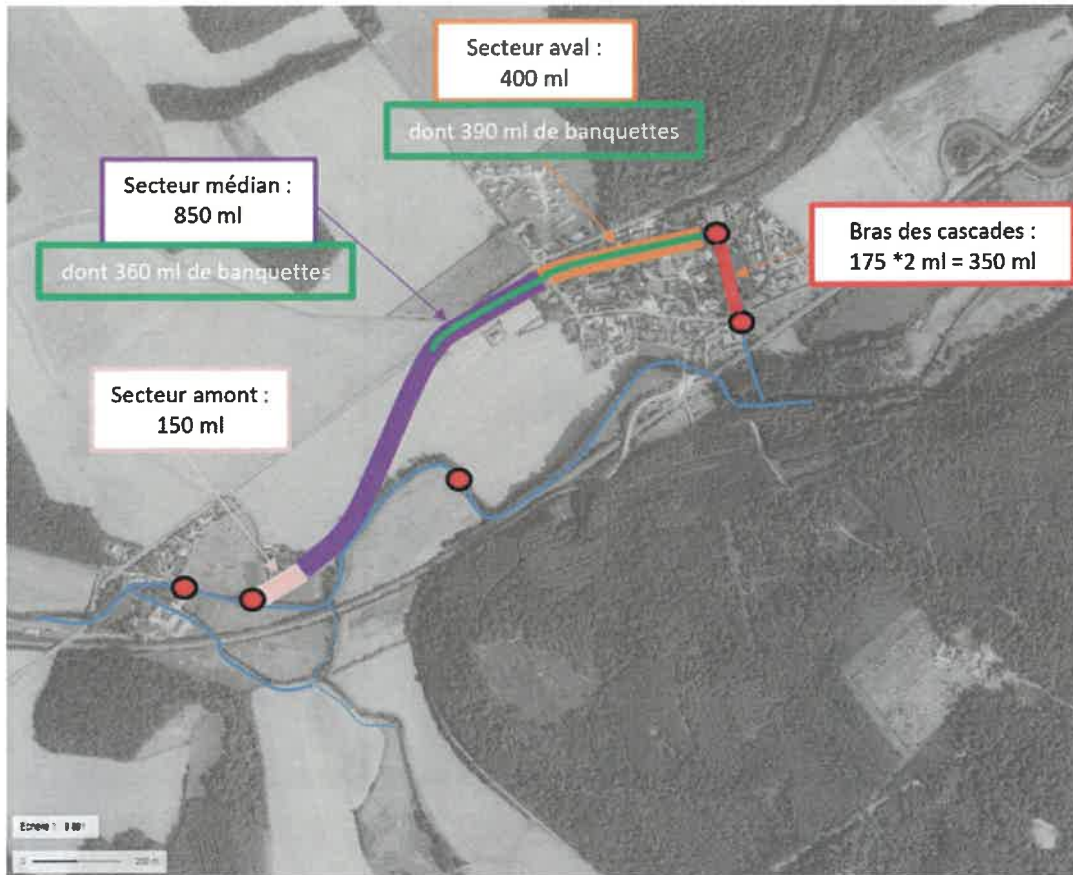 Secteur aval :
400 ml
dont 390 ml de banquettes
Secteur médian :
850 ml
dont 360 ml de banquettes
Bras des cascades :
175 *2 ml = 350 ml
Secteur amont :
150 ml
0 200 m